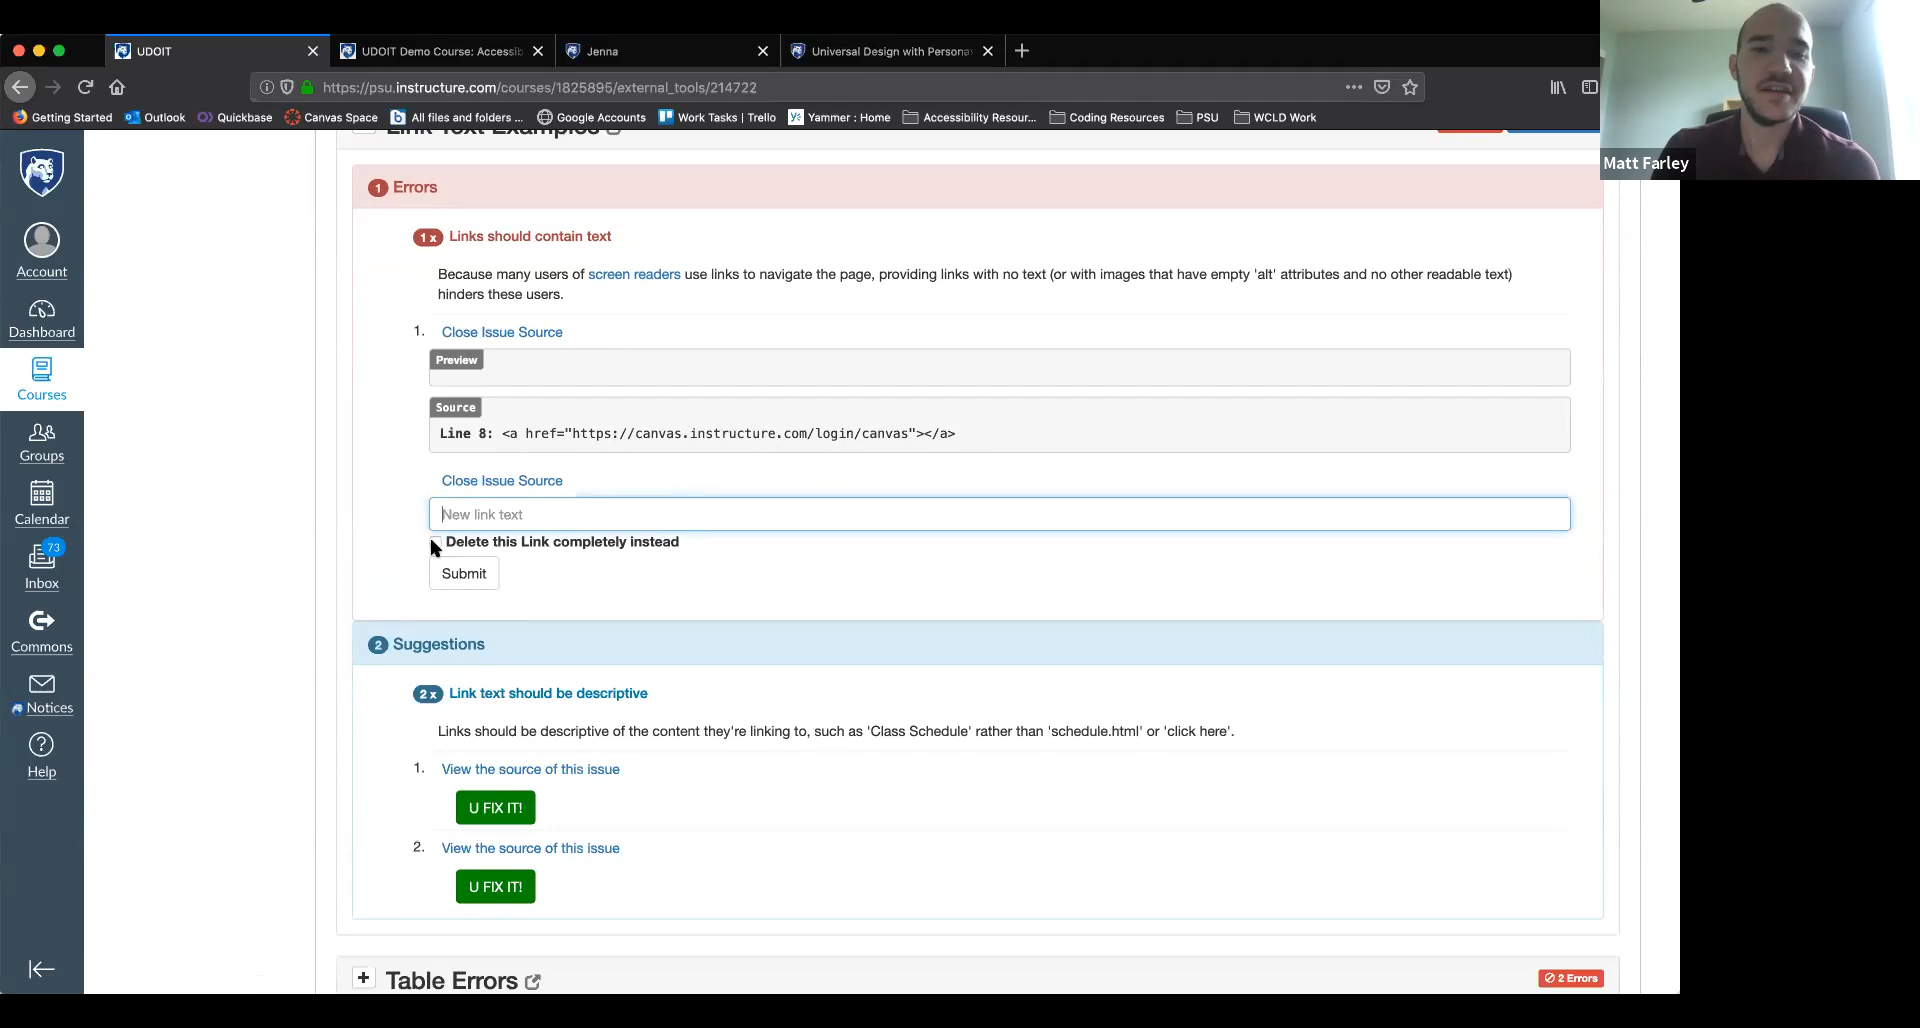 UDOIT
UDOIT Demo Course: Accessib
Jenna
Universal Design with Persona
https://psu.instructure.com/courses/1825895/external_tools/214722
Getting Started
Outlook
Quickbase
Canvas Space
All files and folders ...
Google Accounts
Work Tasks | Trello
Yammer : Home
Accessibility Resour...
Coding Resources
PSU
WCLD Work
Matt Farley
Account
Dashboard
Courses
Groups
Calendar
73
Inbox
Commons
Notices
Help
Link Text Examples
1 Errors
1 x Links should contain text
Because many users of screen readers use links to navigate the page, providing links with no text (or with images that have empty 'alt' attributes and no other readable text)
hinders these users.
1. Close Issue Source
Preview
Source
Line 8: <a href="https://canvas.instructure.com/login/canvas"></a>
Close Issue Source
New link text
Delete this Link completely instead
Submit
2 Suggestions
2 x Link text should be descriptive
Links should be descriptive of the content they're linking to, such as 'Class Schedule' rather than 'schedule.html' or 'click here'.
1. View the source of this issue
U FIX IT!
2. View the source of this issue
U FIX IT!
Table Errors
2 Errors